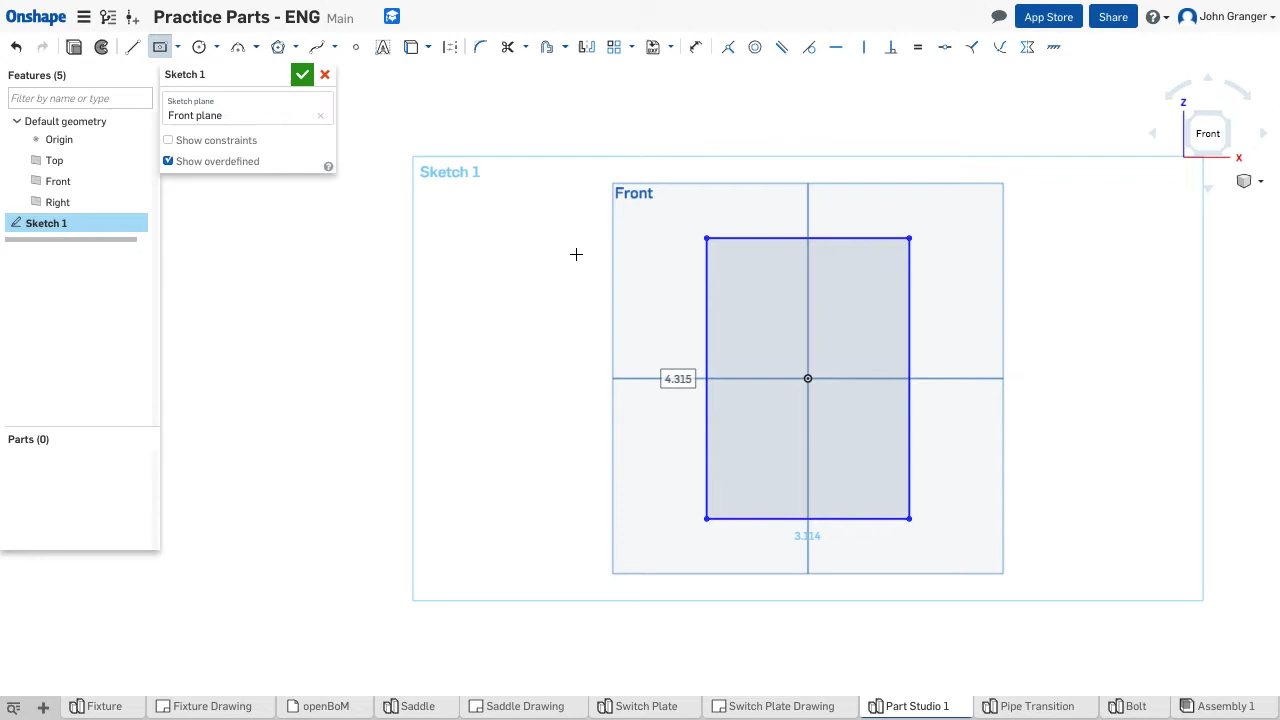 Onshape Practice Parts - ENG Main App Store Share John Granger
Features (5)
Filter by name or type
Default geometry
Origin
Top
Front
Right
Sketch 1
Parts (0)
Sketch 1
Sketch plane
Front plane
Show constraints
Show overdefined
Sketch 1
Front
4.315
3.114
Z
Front
X
Fixture Fixture Drawing openBoM Saddle Saddle Drawing Switch Plate Switch Plate Drawing Part Studio 1 Pipe Transition Bolt Assembly 1